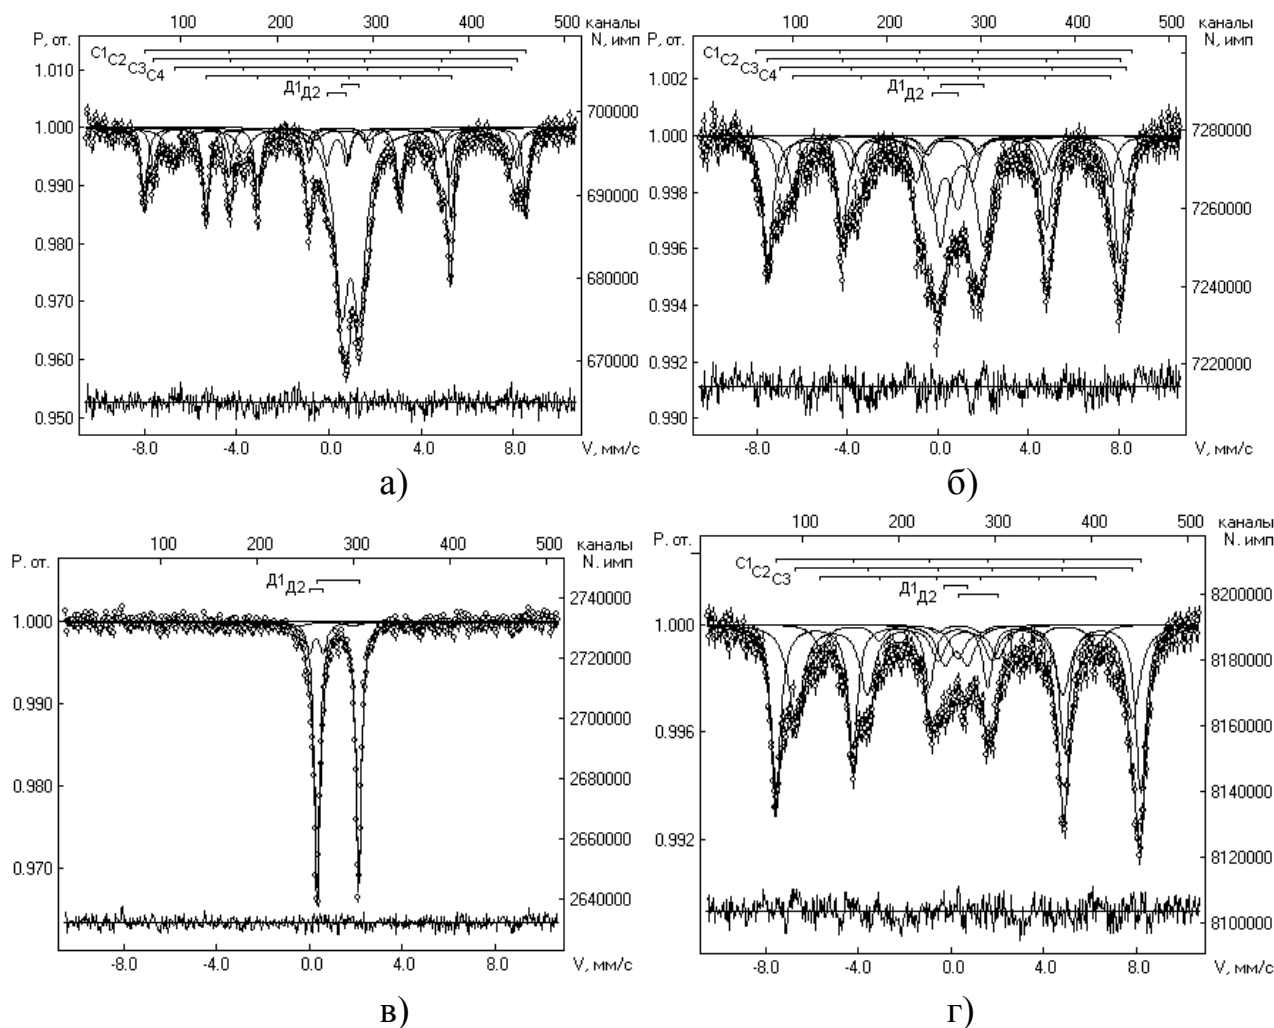 100 200 300 400 500 каналы
P, от. N, имп
C1C2C3C4
1.010
Д1Д2
1.000 700000
0.990 690000
0.980 680000
0.970
0.960 670000
0.950
-8.0 -4.0 0.0 4.0 8.0 V, мм/с
а)
100 200 300 400 500 каналы
P, от. N, имп
C1C2C3C4
1.002
Д1Д2
1.000 7280000
0.998
0.996 7260000
0.994 7240000
0.992 7220000
0.990
-8.0 -4.0 0.0 4.0 8.0 V, мм/с
б)
100 200 300 400 500 каналы
P. от. N. имп
Д1Д2
2740000
1.000
2720000
0.990 2700000
0.980 2680000
2660000
0.970
2640000
-8.0 0.0 4.0 8.0 V, мм/с
в)
100 200 300 400 500 каналы
P. от. N. имп
C1C2C3
Д1Д2
8200000
1.000
8180000
8160000
0.996
8140000
0.992
8120000
8100000
-8.0 -4.0 0.0 4.0 8.0 V, мм/с
г)